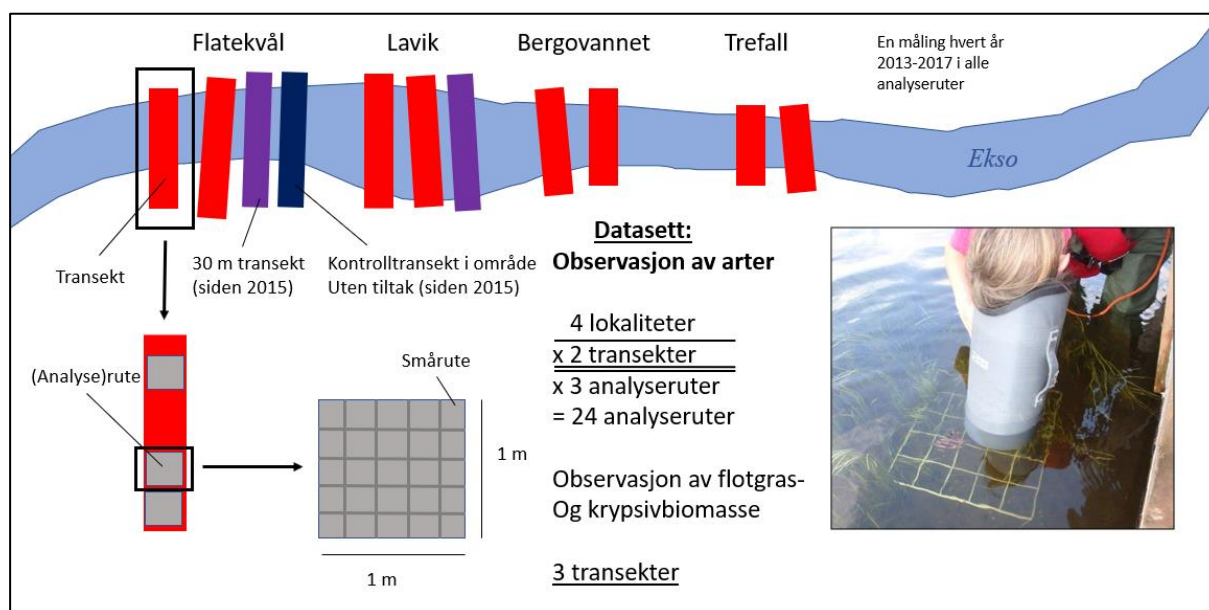 Flatekvål
Lavik
Bergovannet
Trefall
En måling hvert år
2013-2017 i alle
analyseruter
Ekso
Transekt
30 m transekt
(siden 2015)
Kontrolltransekt i område
Uten tiltak (siden 2015)
Datasett:
Observasjon av arter
4 lokaliteter
x 2 transekter
x 3 analyseruter
= 24 analyseruter
Observasjon av flotgras-
Og krypsivbiomasse
3 transekter
(Analyse)rute
Smårute
1 m
1 m